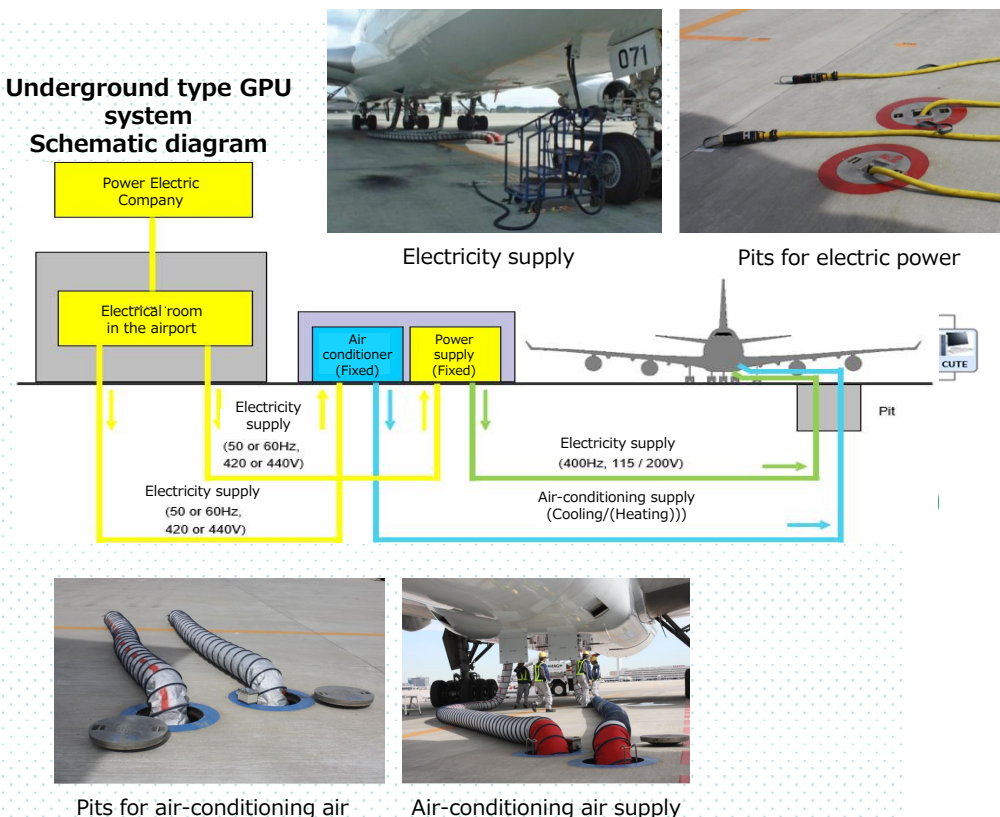 Underground type GPU
system
Schematic diagram
071
Electricity supply
Pits for electric power
Power Electric
Company
Electrical room
in the airport
Air
conditioner
(Fixed)
Power
supply
(Fixed)
CUTE
Pit
Electricity
supply
(50 or 60Hz,
420 or 440V)
Electricity supply
(400Hz, 115 / 200V)
Electricity supply
(50 or 60Hz,
420 or 440V)
Air-conditioning supply
(Cooling/(Heating)))
Pits for air-conditioning air
Air-conditioning air supply